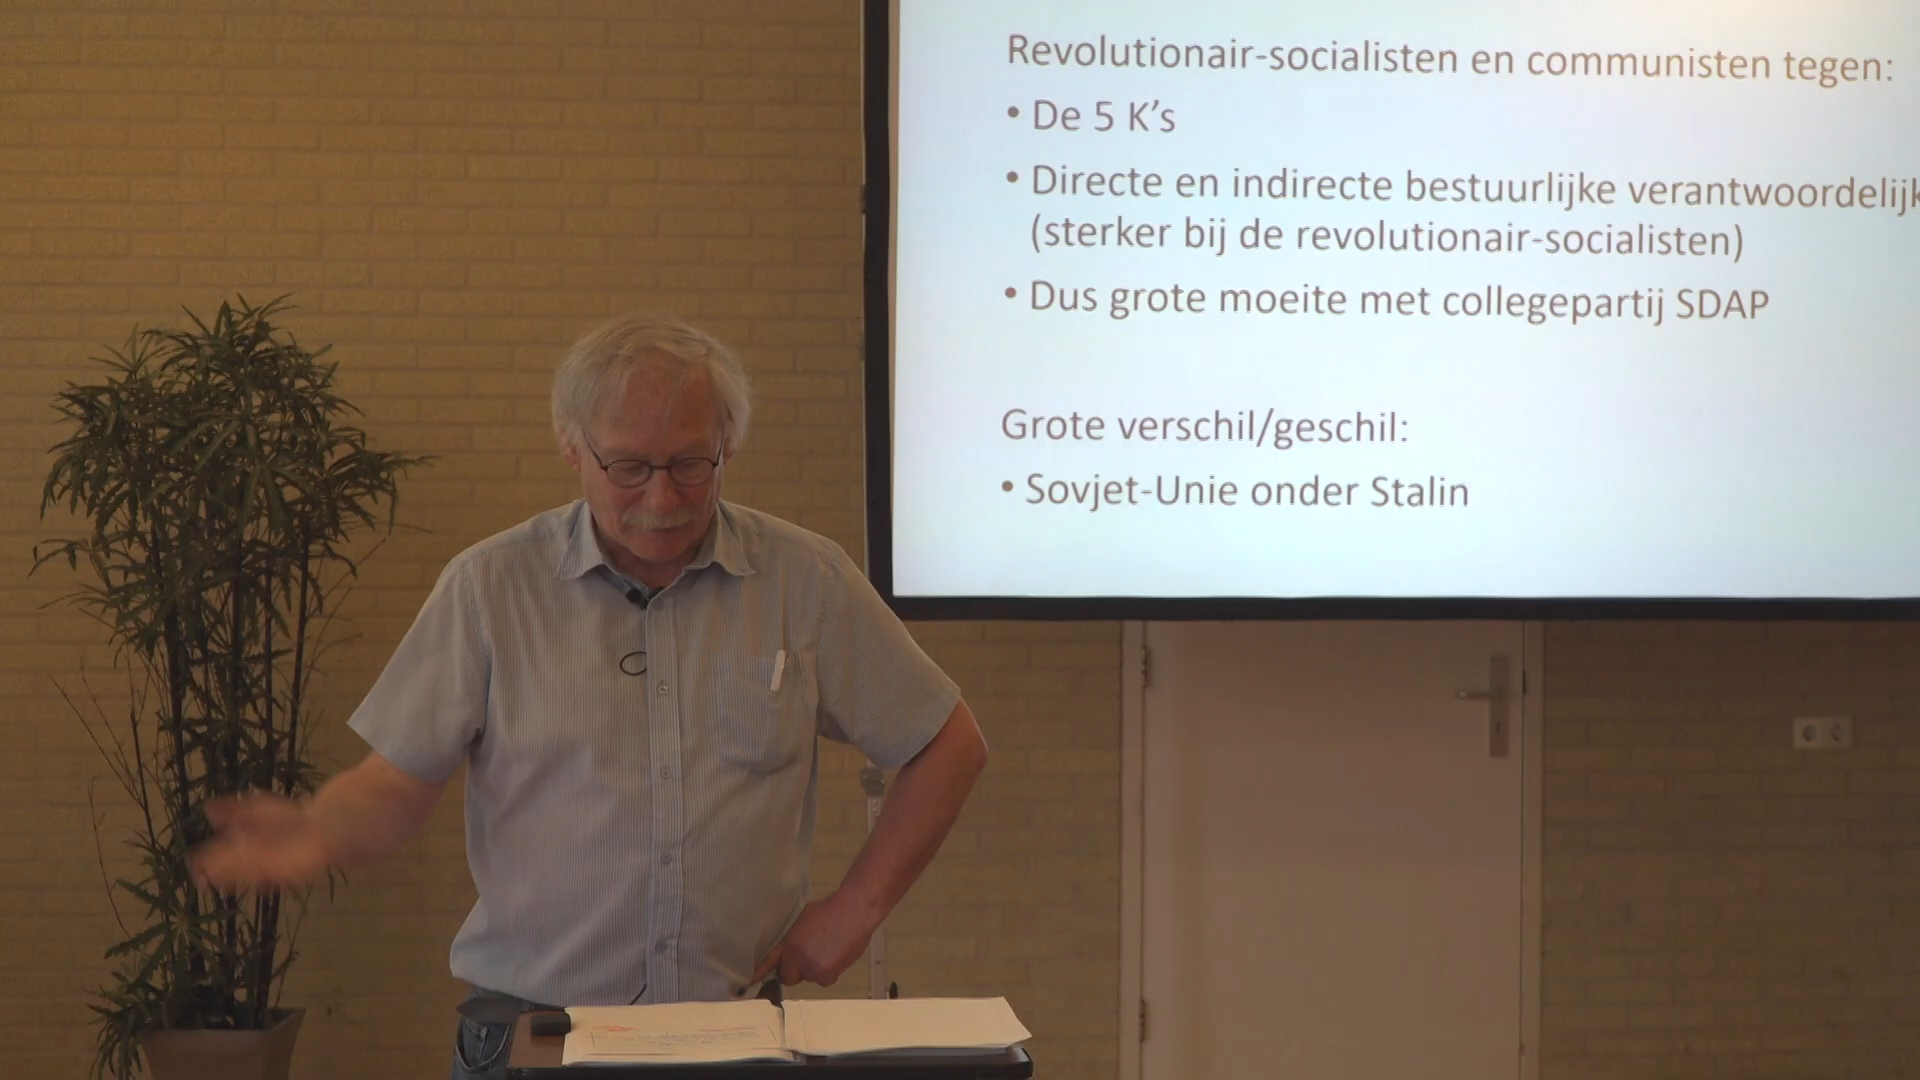 Revolutionair-socialisten en communisten tegen:
• De 5 K's
• Directe en indirecte bestuurlijke
(sterker bij de revolutionair-socialisten)
• Dus grote moeite met collegepartij SDAP
Grote verschil/geschil:
• Sovjet-Unie onder Stalin